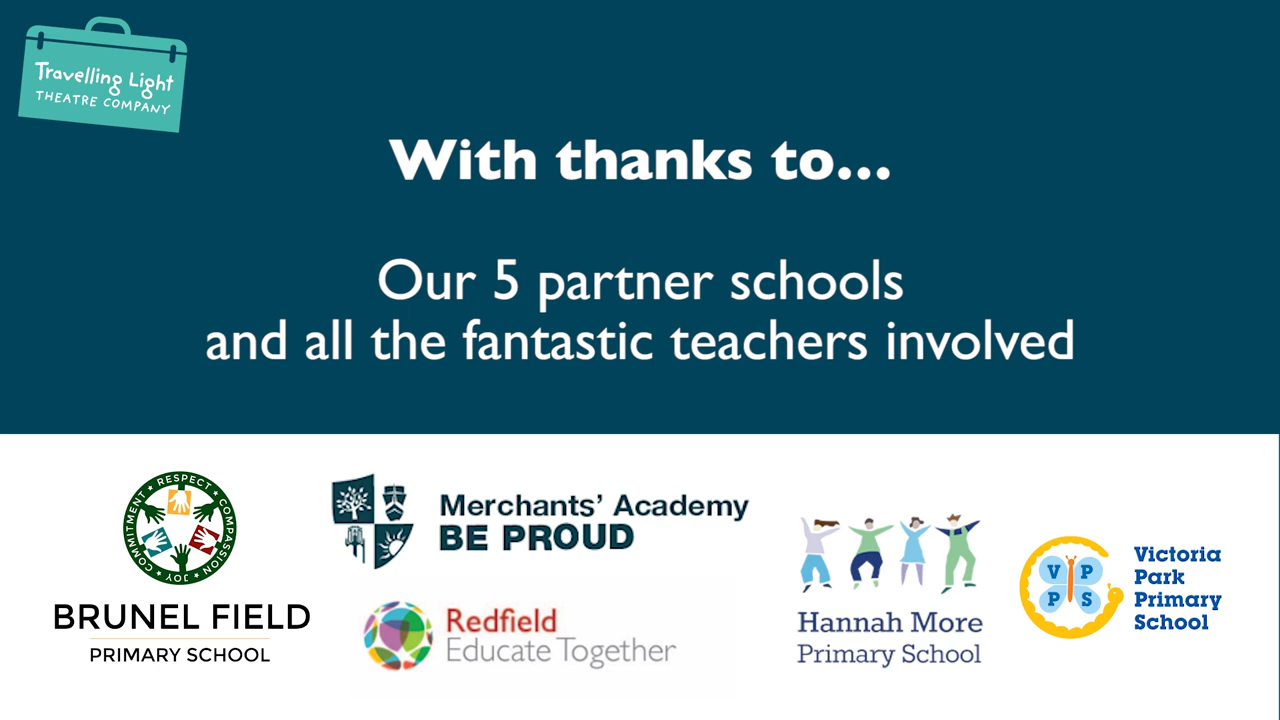 Travelling Light
THEATRE COMPANY
With thanks to...
Our 5 partner schools
and all the fantastic teachers involved
RESPECT ★ COMPASSION ★ JOY ★ COMMITMENT ★
BRUNEL FIELD
PRIMARY SCHOOL
Merchants' Academy
BE PROUD
Redfield
Educate Together
Hannah More
Primary School
V P
P S
Victoria
Park
Primary
School